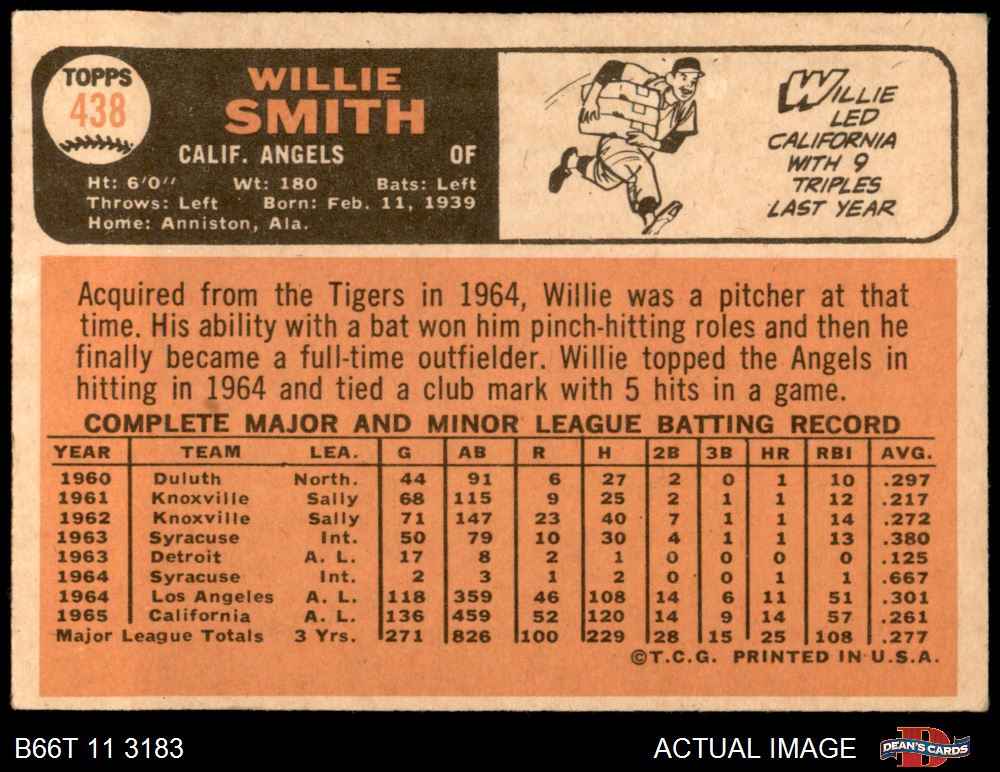 TOPPS
438
WILLIE
SMITH
CALIF. ANGELS OF
Ht: 6'0" Wt: 180 Bats: Left
Throws: Left Born: Feb. 11, 1939
Home: Anniston, Ala.
WILLIE
LED
CALIFORNIA
WITH 9
TRIPLES
LAST YEAR
Acquired from the Tigers in 1964, Willie was a pitcher at that
time. His ability with a bat won him pinch-hitting roles and then he
finally became a full-time outfielder. Willie topped the Angels in
hitting in 1964 and tied a club mark with 5 hits in a game.
COMPLETE MAJOR AND MINOR LEAGUE BATTING RECORD
YEAR TEAM LEA. G AB R H 2B 3B HR RBI AVG.
1960 Duluth North. 44 91 6 27 2 0 1 10 .297
1961 Knoxville Sally 68 115 9 25 2 1 1 12 .217
1962 Knoxville Sally 71 147 23 40 7 1 1 14 .272
1963 Syracuse Int. 50 79 10 30 4 1 1 13 .380
1963 Detroit A. L. 17 8 2 1 0 0 0 0 .125
1964 Syracuse Int. 2 3 1 2 0 0 1 1 .667
1964 Los Angeles A. L. 118 359 46 108 14 6 11 51 .301
1965 California A. L. 136 459 52 120 14 9 14 57 .261
Major League Totals 3 Yrs. 271 826 100 229 28 15 25 108 .277
©T.C.G. PRINTED IN U.S.A.
B66T 11 3183 ACTUAL IMAGE D DEAN'S CARDS